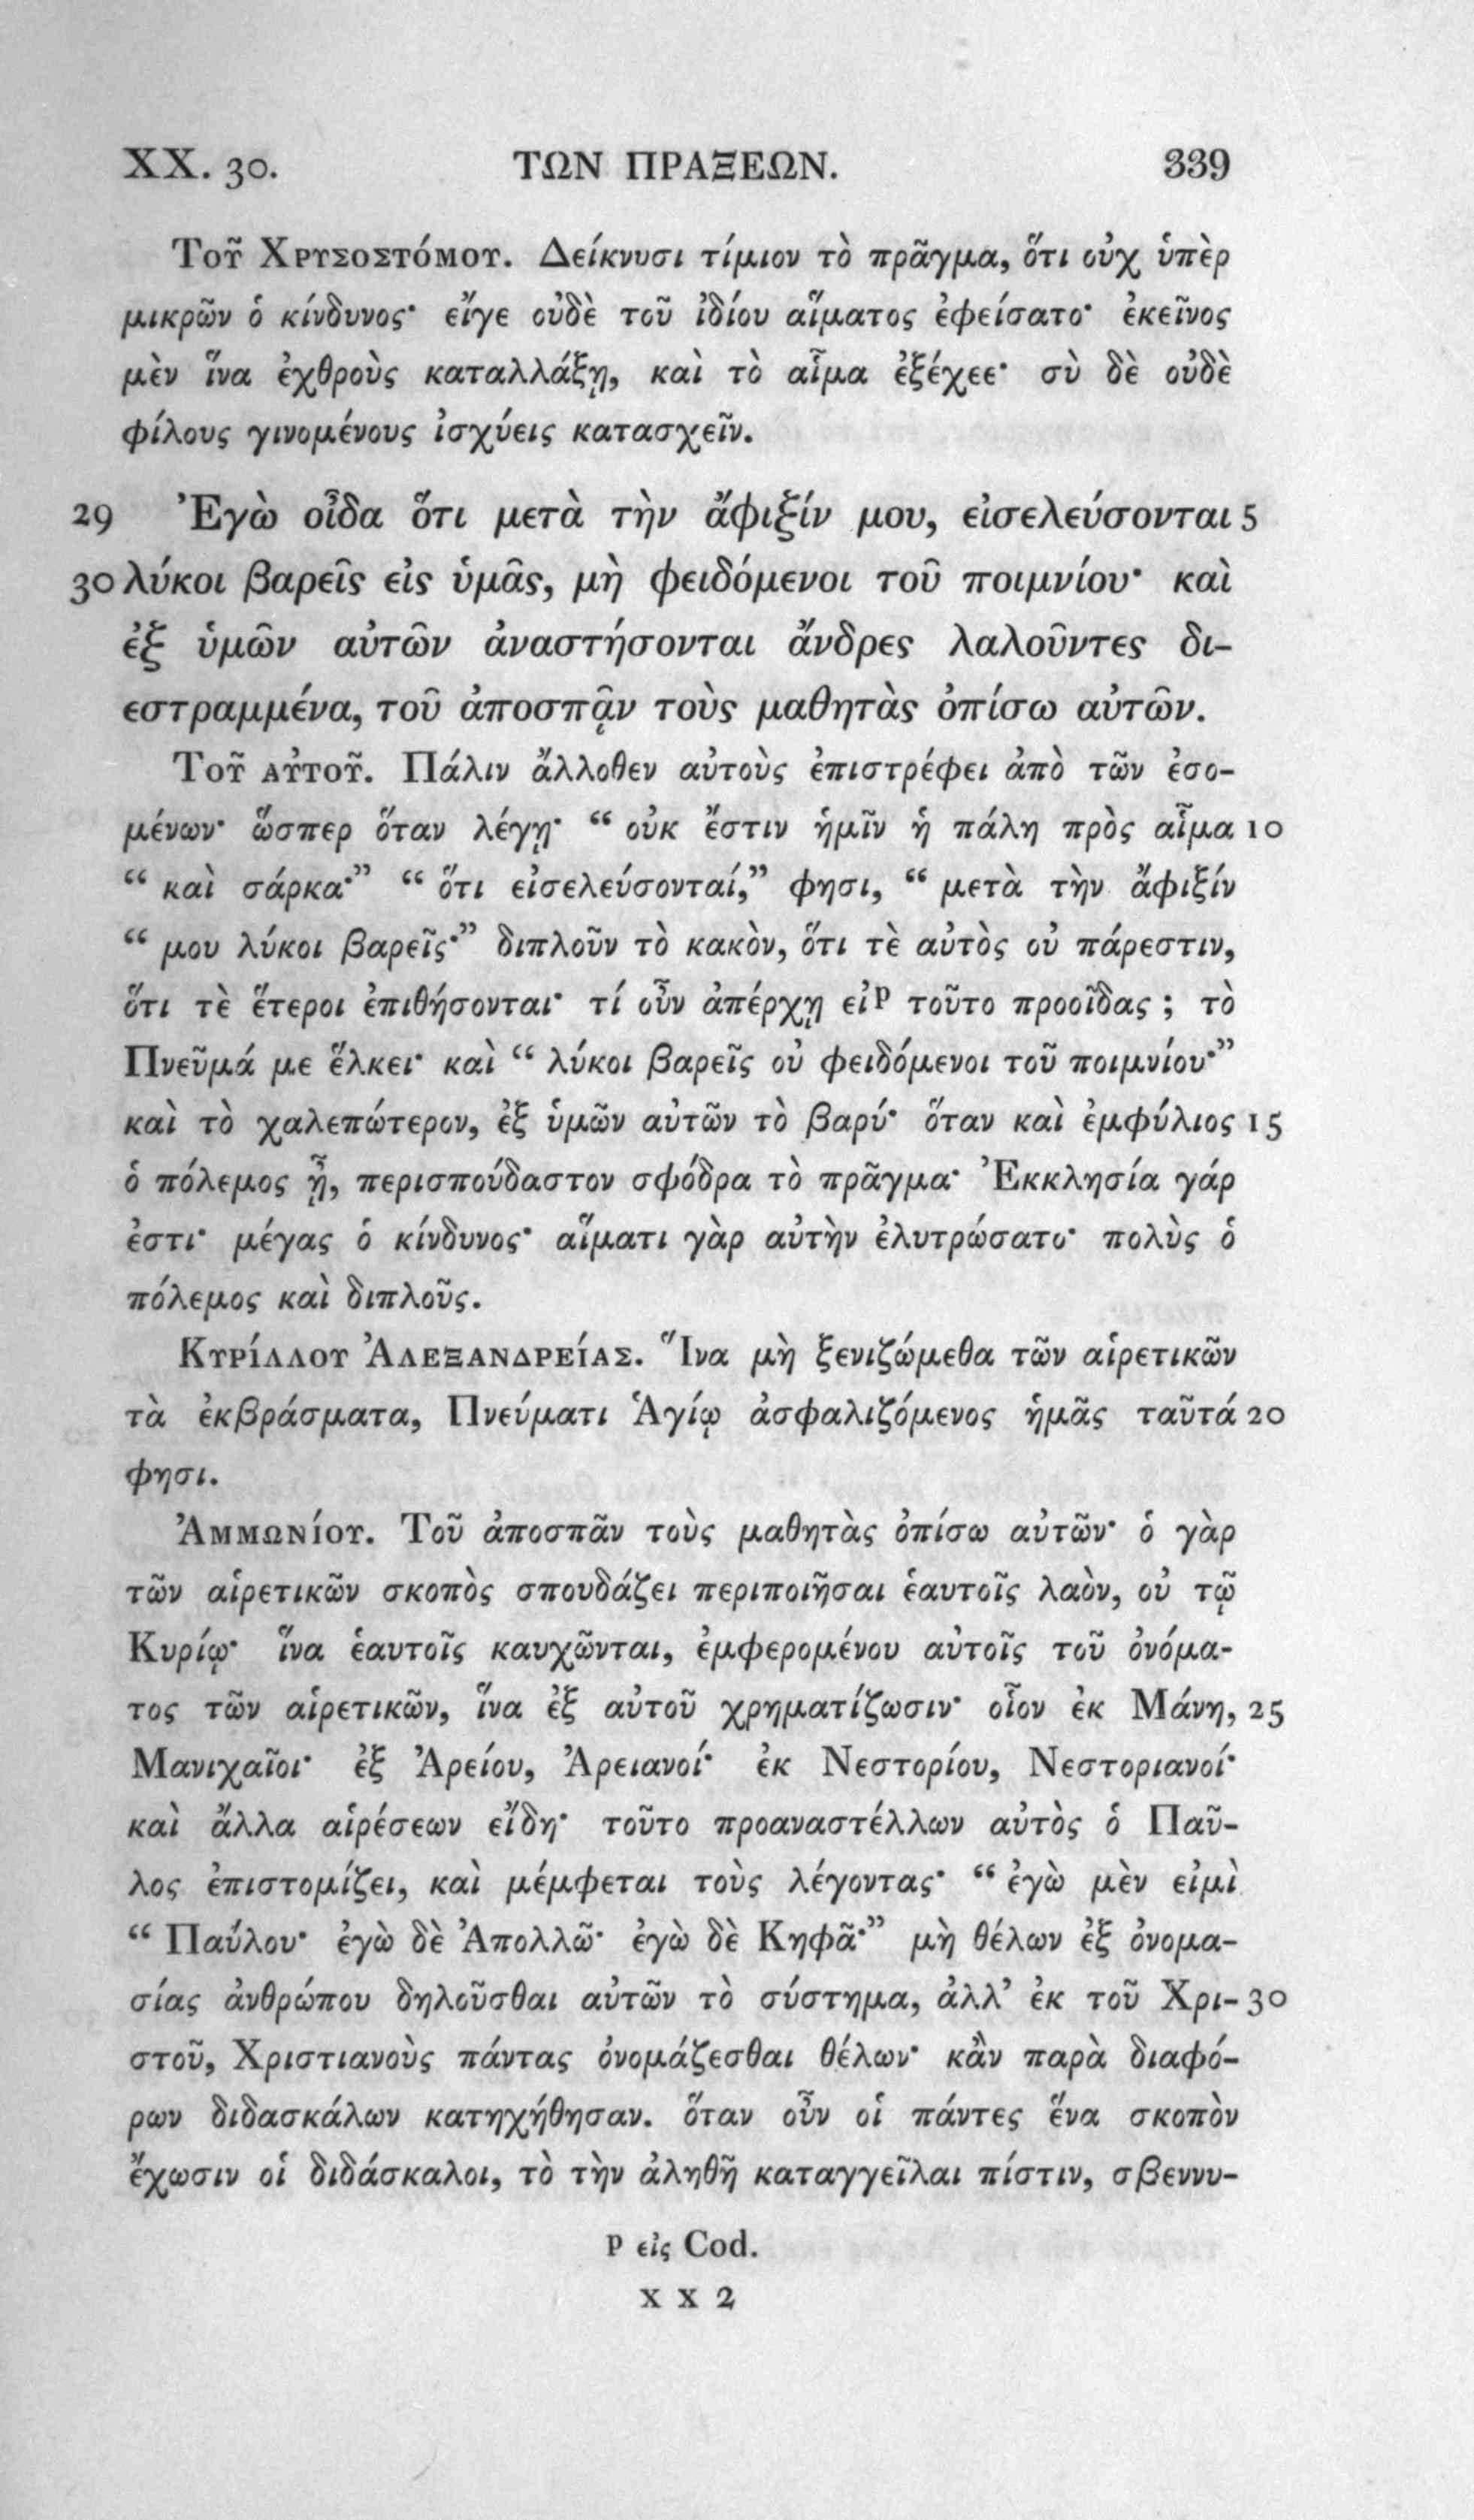 XX. 30. ΤΩΝ ΠΡΑΞΕΩΝ. 339
Τοῦ Χρυσοστόμου. Δείκνυσι τίμιον τὸ πρᾶγμα, ὅτι οὐχ ὑπὲρ
μικρῶν ὁ κίνδυνος· εἴγε οὐδὲ τοῦ ἰδίου αἵματος ἐφείσατο· ἐκεῖνος
μὲν ἵνα ἐχθροὺς καταλλάξῃ, καὶ τὸ αἷμα ἐξέχεε· σὺ δὲ οὐδὲ
φίλους γινομένους ἰσχύεις κατασχεῖν.
29 Ἐγὼ οἶδα ὅτι μετὰ τὴν ἄφιξίν μου, εἰσελεύσονται 5
30 λύκοι βαρεῖς εἰς ὑμᾶς, μὴ φειδόμενοι τοῦ ποιμνίου· καὶ
ἐξ ὑμῶν αὐτῶν ἀναστήσονται ἄνδρες λαλοῦντες δι-
εστραμμένα, τοῦ ἀποσπᾷν τοὺς μαθητὰς ὀπίσω αὐτῶν.
Τοῦ αὐτοῦ. Πάλιν ἄλλοθεν αὐτοὺς ἐπιστρέφει ἀπὸ τῶν ἐσο-
μένων· ὥσπερ ὅταν λέγῃ· “ οὐκ ἔστιν ἡμῖν ἡ πάλη πρὸς αἷμα 10
“ καὶ σάρκα·” “ ὅτι εἰσελεύσονταί,” φησι, “ μετὰ τὴν ἄφιξίν
“ μου λύκοι βαρεῖς·” διπλοῦν τὸ κακὸν, ὅτι τὲ αὐτὸς οὐ πάρεστιν,
ὅτι τὲ ἕτεροι ἐπιθήσονται· τί οὖν ἀπέρχῃ εἰᵖ τοῦτο προοῖδας ; τὸ
Πνεῦμά με ἕλκει· καὶ “ λύκοι βαρεῖς οὐ φειδόμενοι τοῦ ποιμνίου·”
καὶ τὸ χαλεπώτερον, ἐξ ὑμῶν αὐτῶν τὸ βαρύ· ὅταν καὶ ἐμφύλιος 15
ὁ πόλεμος ᾖ, περισπούδαστον σφόδρα τὸ πρᾶγμα· Ἐκκλησία γάρ
ἐστι· μέγας ὁ κίνδυνος· αἵματι γὰρ αὐτὴν ἐλυτρώσατο· πολὺς ὁ
πόλεμος καὶ διπλοῦς.
Κυρίλλου Ἀλεξανδρείας. Ἵνα μὴ ξενιζώμεθα τῶν αἱρετικῶν
τὰ ἐκβράσματα, Πνεύματι Ἁγίῳ ἀσφαλιζόμενος ἡμᾶς ταῦτά 20
φησι.
Ἀμμωνίου. Τοῦ ἀποσπᾶν τοὺς μαθητὰς ὀπίσω αὐτῶν· ὁ γὰρ
τῶν αἱρετικῶν σκοπὸς σπουδάζει περιποιῆσαι ἑαυτοῖς λαὸν, οὐ τῷ
Κυρίῳ· ἵνα ἑαυτοῖς καυχῶνται, ἐμφερομένου αὐτοῖς τοῦ ὀνόμα-
τος τῶν αἱρετικῶν, ἵνα ἐξ αὐτοῦ χρηματίζωσιν· οἷον ἐκ Μάνη, 25
Μανιχαῖοι· ἐξ Ἀρείου, Ἀρειανοί· ἐκ Νεστορίου, Νεστοριανοί·
καὶ ἄλλα αἱρέσεων εἴδη· τοῦτο προαναστέλλων αὐτὸς ὁ Παῦ-
λος ἐπιστομίζει, καὶ μέμφεται τοὺς λέγοντας· “ ἐγὼ μὲν εἰμὶ
“ Παύλου· ἐγὼ δὲ Ἀπολλῶ· ἐγὼ δὲ Κηφᾶ·” μὴ θέλων ἐξ ὀνομα-
σίας ἀνθρώπου δηλοῦσθαι αὐτῶν τὸ σύστημα, ἀλλ’ ἐκ τοῦ Χρι- 30
στοῦ, Χριστιανοὺς πάντας ὀνομάζεσθαι θέλων· κἂν παρὰ διαφό-
ρων διδασκάλων κατηχήθησαν. ὅταν οὖν οἱ πάντες ἕνα σκοπὸν
ἔχωσιν οἱ διδάσκαλοι, τὸ τὴν ἀληθῆ καταγγεῖλαι πίστιν, σβεννυ-
p εἰς Cod.
X X 2